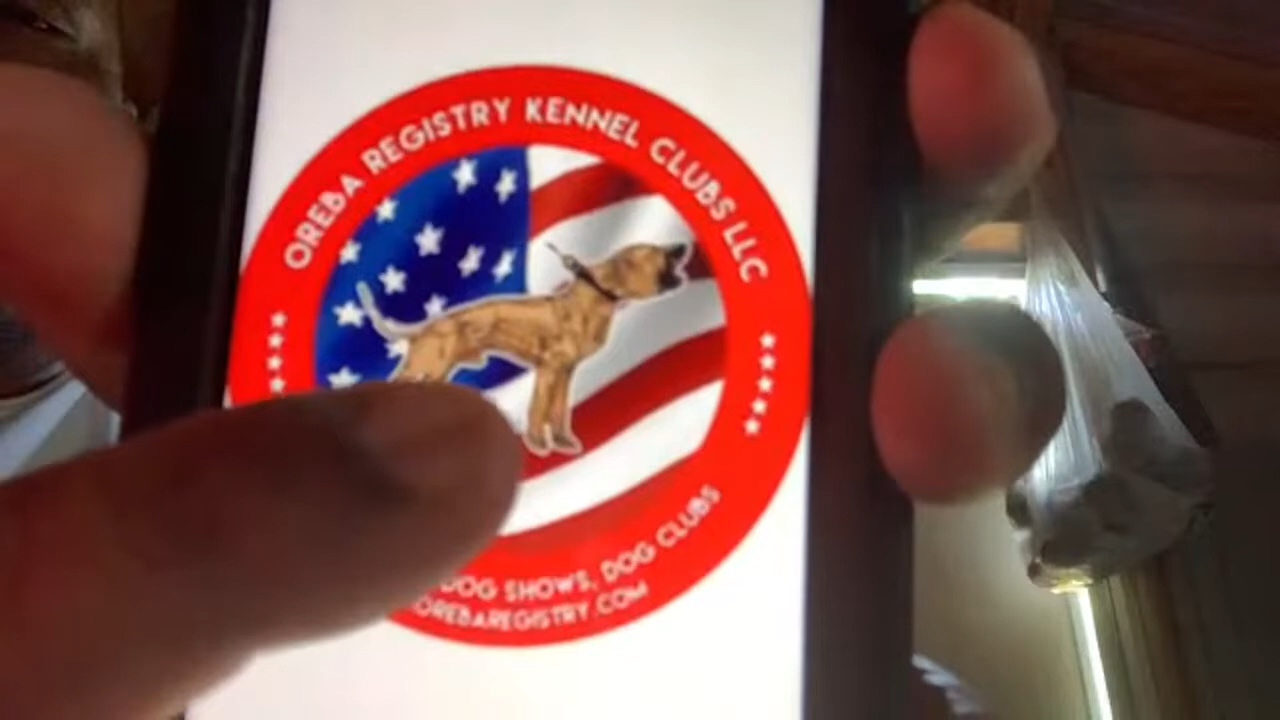 OREBA REGISTRY KENNEL CLUBS LLC
DOG SHOWS, DOG CLUBS
OREBAREGISTRY.COM